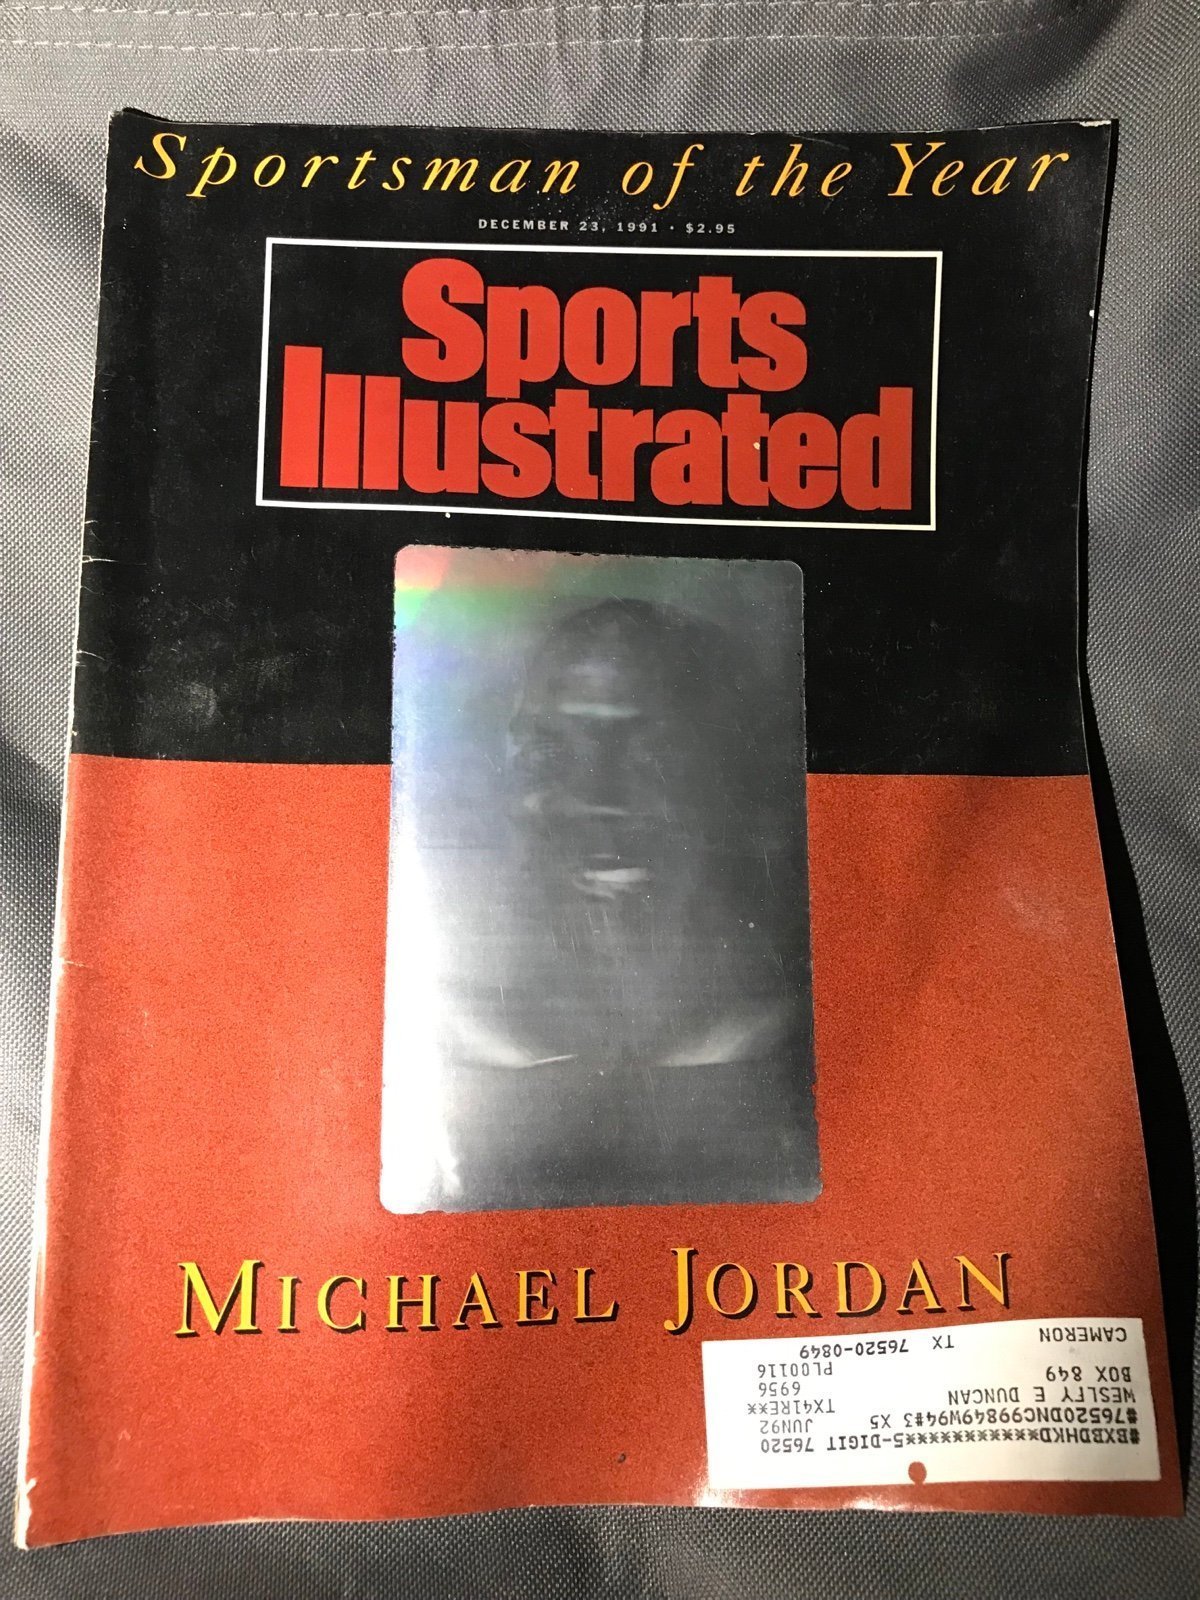 Sportsman of the Year
DECEMBER 23, 1991 · $2.95
Sports
Illustrated
MICHAEL JORDAN
#BXBDHKD**************5-DIGIT 76520
#76520DNC99849W94#3 X5 JUN92
WESLEY E DUNCAN TX41RE**
BOX 849 6956
PL00116
CAMERON TX 76520-0849